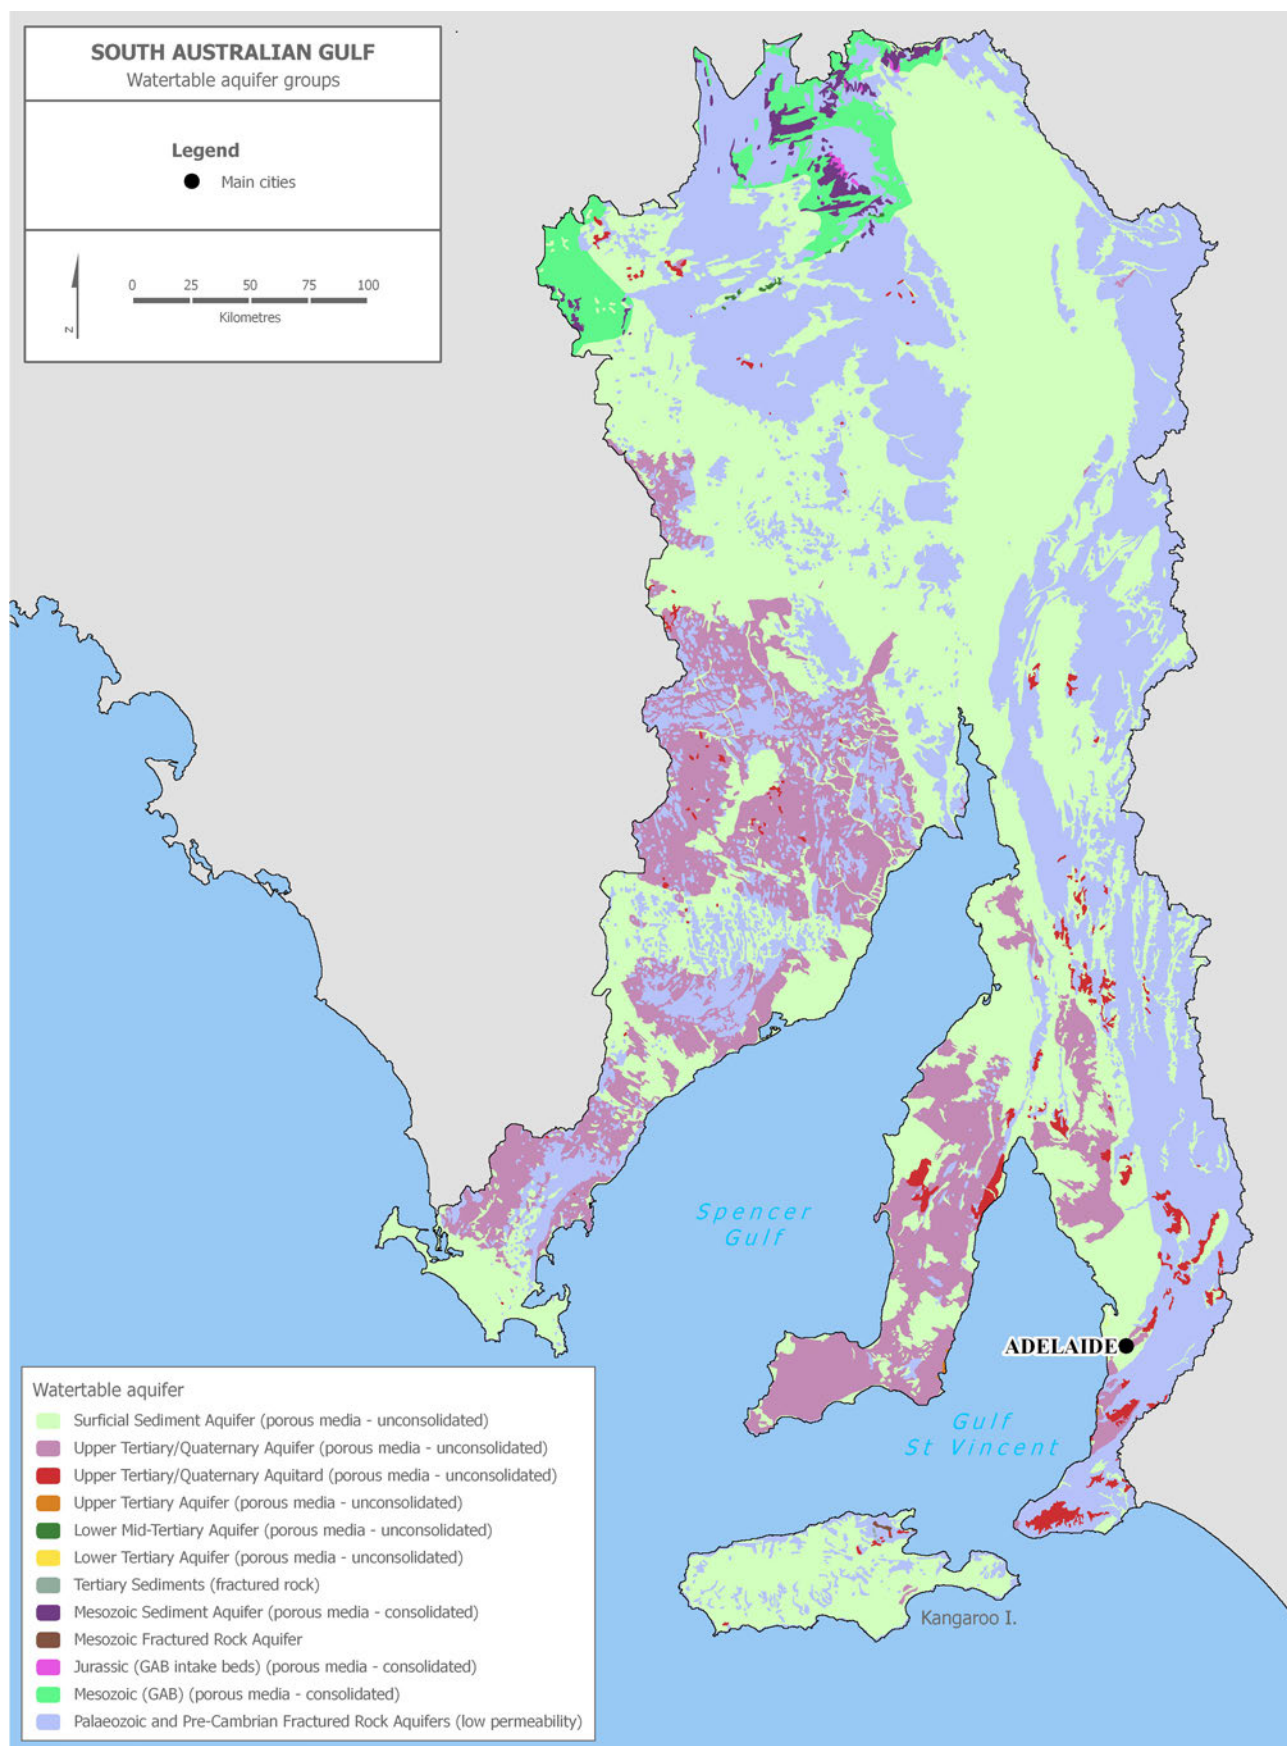 SOUTH AUSTRALIAN GULF
Watertable aquifer groups
Legend
Main cities
0 25 50 75 100
Kilometres
N
Spencer
Gulf
ADELAIDE
Gulf
St Vincent
Kangaroo I.
Watertable aquifer
Surficial Sediment Aquifer (porous media - unconsolidated)
Upper Tertiary/Quaternary Aquifer (porous media - unconsolidated)
Upper Tertiary/Quaternary Aquitard (porous media - unconsolidated)
Upper Tertiary Aquifer (porous media - unconsolidated)
Lower Mid-Tertiary Aquifer (porous media - unconsolidated)
Lower Tertiary Aquifer (porous media - unconsolidated)
Tertiary Sediments (fractured rock)
Mesozoic Sediment Aquifer (porous media - consolidated)
Mesozoic Fractured Rock Aquifer
Jurassic (GAB intake beds) (porous media - consolidated)
Mesozoic (GAB) (porous media - consolidated)
Palaeozoic and Pre-Cambrian Fractured Rock Aquifers (low permeability)